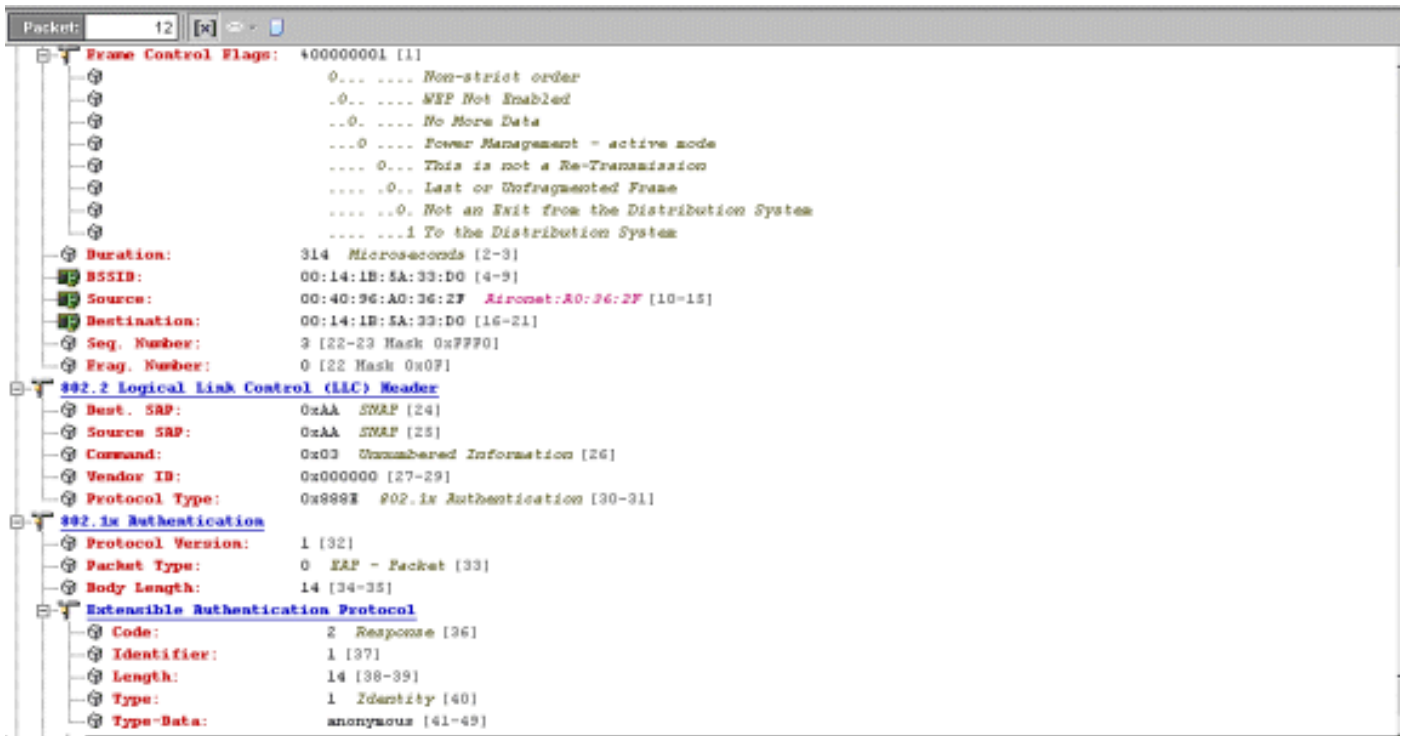 Packet: 12 [x]
Frame Control Flags: %00000001 [1]
0... .... Non-strict order
.0.. .... WEP Not Enabled
..0. .... No More Data
...0 .... Power Management - active mode
.... 0... This is not a Re-Transmission
.... .0.. Last or Unfragmented Frame
.... ..0. Not an Exit from the Distribution System
.... ...1 To the Distribution System
Duration: 314 Microseconds [2-3]
BSSID: 00:14:1B:5A:33:D0 [4-9]
Source: 00:40:96:A0:36:2F Aironet:A0:36:2F [10-15]
Destination: 00:14:1B:5A:33:D0 [16-21]
Seq. Number: 3 [22-23 Mask 0xFFF0]
Frag. Number: 0 [22 Mask 0x0F]
802.2 Logical Link Control (LLC) Header
Dest. SAP: 0xAA SNAP [24]
Source SAP: 0xAA SNAP [25]
Command: 0x03 Unnumbered Information [26]
Vendor ID: 0x000000 [27-29]
Protocol Type: 0x888E 802.1x Authentication [30-31]
802.1x Authentication
Protocol Version: 1 [32]
Packet Type: 0 EAP - Packet [33]
Body Length: 14 [34-35]
Extensible Authentication Protocol
Code: 2 Response [36]
Identifier: 1 [37]
Length: 14 [38-39]
Type: 1 Identity [40]
Type-Data: anonymous [41-49]